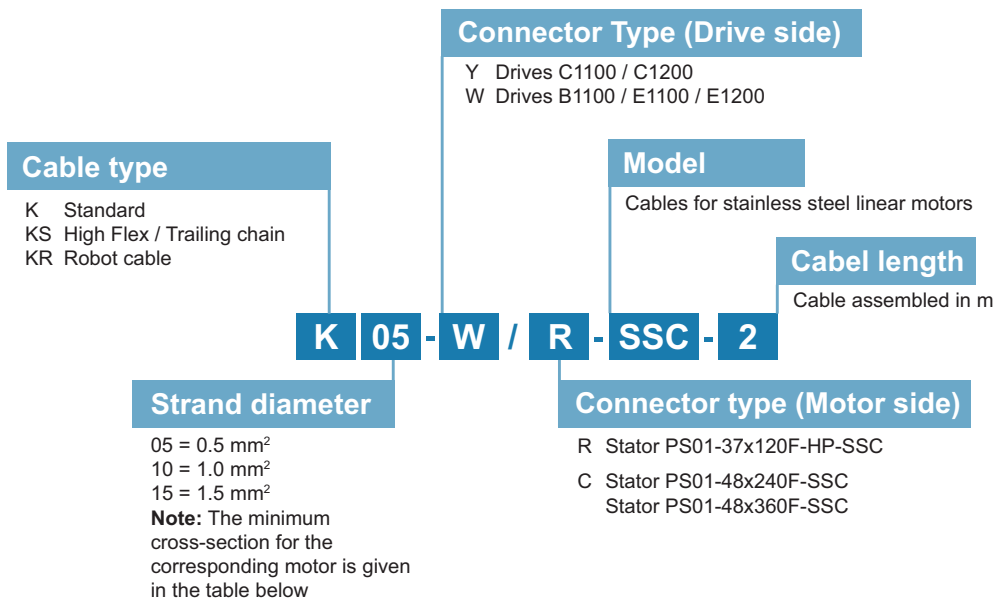 Connector Type (Drive side)
Y Drives C1100 / C1200
W Drives B1100 / E1100 / E1200
Cable type
K Standard
KS High Flex / Trailing chain
KR Robot cable
Model
Cables for stainless steel linear motors
Cabel length
Cable assembled in m
K 05 - W / R - SSC - 2
Strand diameter
05 = 0.5 mm²
10 = 1.0 mm²
15 = 1.5 mm²
Note: The minimum
cross-section for the
corresponding motor is given
in the table below
Connector type (Motor side)
R Stator PS01-37x120F-HP-SSC
C Stator PS01-48x240F-SSC
Stator PS01-48x360F-SSC